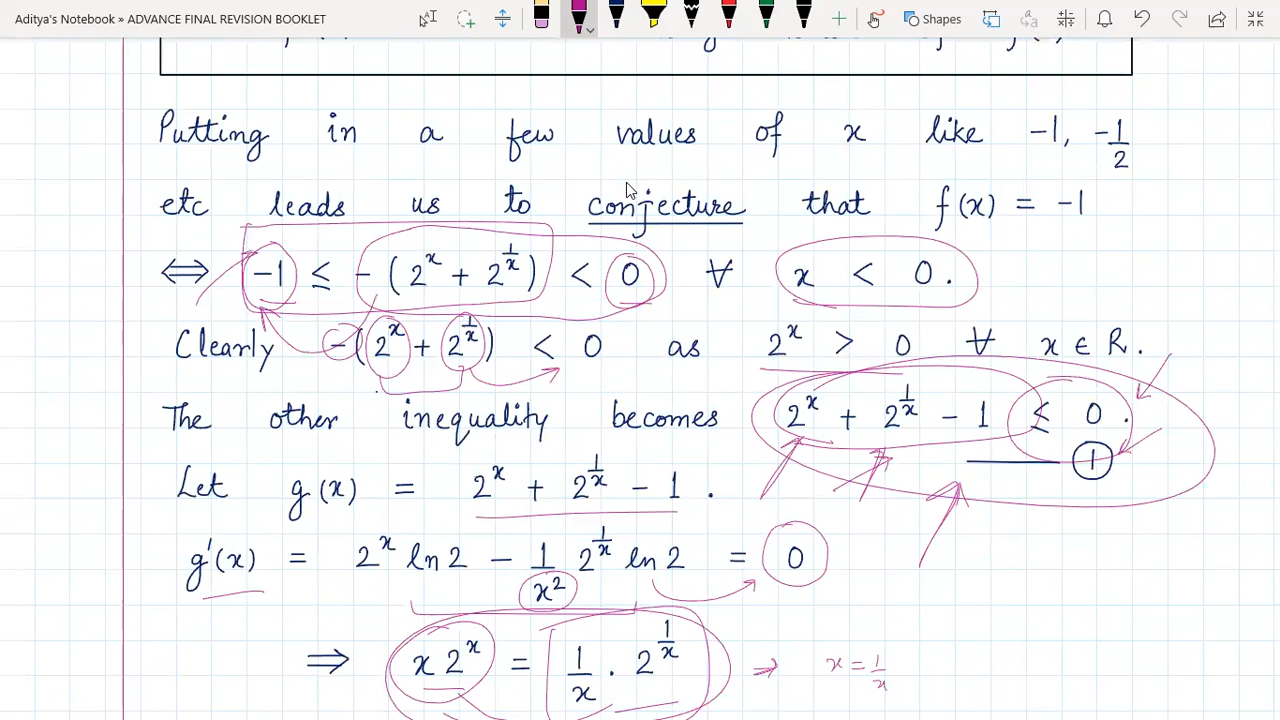 Aditya's Notebook » ADVANCE FINAL REVISION BOOKLET
Shapes
Putting in a few values of x like -1, -1/2
etc leads us to conjecture that f(x) = -1
⟺ -1 ≤ -(2^x + 2^(1/x)) < 0 ∀ x < 0.
Clearly -(2^x + 2^(1/x)) < 0 as 2^x > 0 ∀ x ∈ R.
The other inequality becomes 2^x + 2^(1/x) - 1 ≤ 0.
1
Let g(x) = 2^x + 2^(1/x) - 1.
g'(x) = 2^x ln2 - 1/x² 2^(1/x) ln2 = 0
⇒ x 2^x = 1/x . 2^(1/x) → x = 1/x